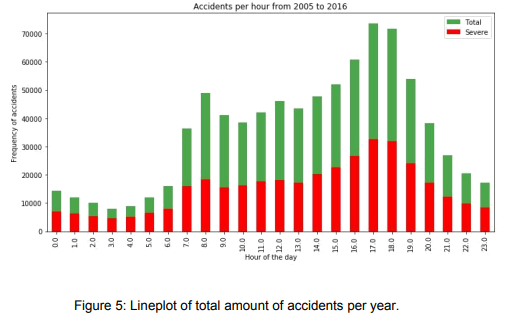 Accidents per hour from 2005 to 2016
Total
Severe
Frequency of accidents
70000
60000
50000
40000
30000
20000
10000
0
0.0 1.0 2.0 3.0 4.0 5.0 6.0 7.0 8.0 9.0 10.0 11.0 12.0 13.0 14.0 15.0 16.0 17.0 18.0 19.0 20.0 21.0 22.0 23.0
Hour of the day
Figure 5: Lineplot of total amount of accidents per year.